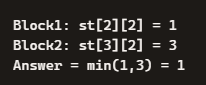 Block1: st[2][2] = 1
Block2: st[3][2] = 3
Answer = min(1,3) = 1